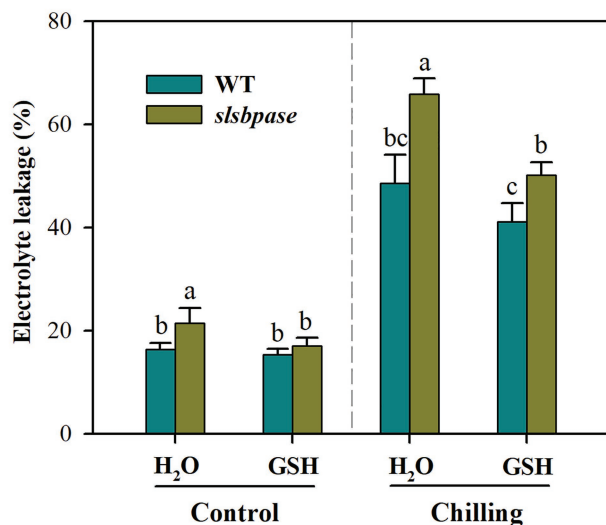 Electrolyte leakage (%)
80
60
40
20
0
WT
slsbpase
b
a
b
b
bc
a
c
b
H₂O
GSH
H₂O
GSH
Control
Chilling